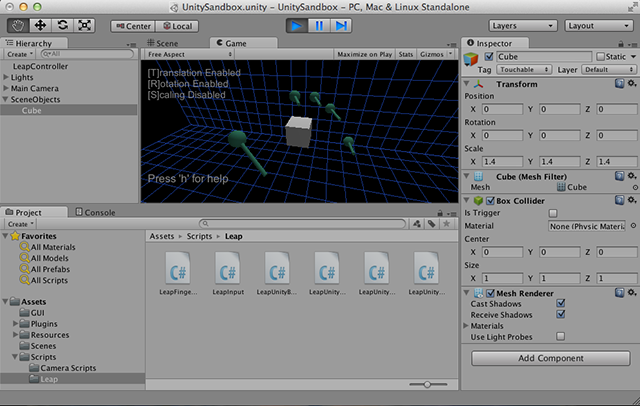 UnitySandbox.unity - UnitySandbox - PC, Mac & Linux Standalone
Center Local Layers Layout
Hierarchy
Create All
LeapController
Lights
Main Camera
SceneObjects
Cube
Scene Game
Free Aspect Maximize on Play Stats Gizmos
[T]ranslation Enabled
[R]otation Enabled
[S]caling Disabled
Press 'h' for help
Inspector
Cube Static
Tag Touchable Layer Default
Transform
Position
X 0 Y 0 Z 0
Rotation
X 0 Y 0 Z 0
Scale
X 1.4 Y 1.4 Z 1.4
Cube (Mesh Filter)
Mesh Cube
Box Collider
Is Trigger
Material None (Physic Materi
Center
X 0 Y 0 Z 0
Size
X 1 Y 1 Z 1
Mesh Renderer
Cast Shadows
Receive Shadows
Materials
Use Light Probes
Add Component
Project Console
Create
Favorites
All Materials
All Models
All Prefabs
All Scripts
Assets
GUI
Plugins
Resources
Scenes
Scripts
Camera Scripts
Leap
Assets Scripts Leap
C# C# C# C# C# C#
LeapFinge... LeapInput LeapUnityB... LeapUnity... LeapUnity... LeapUnity...